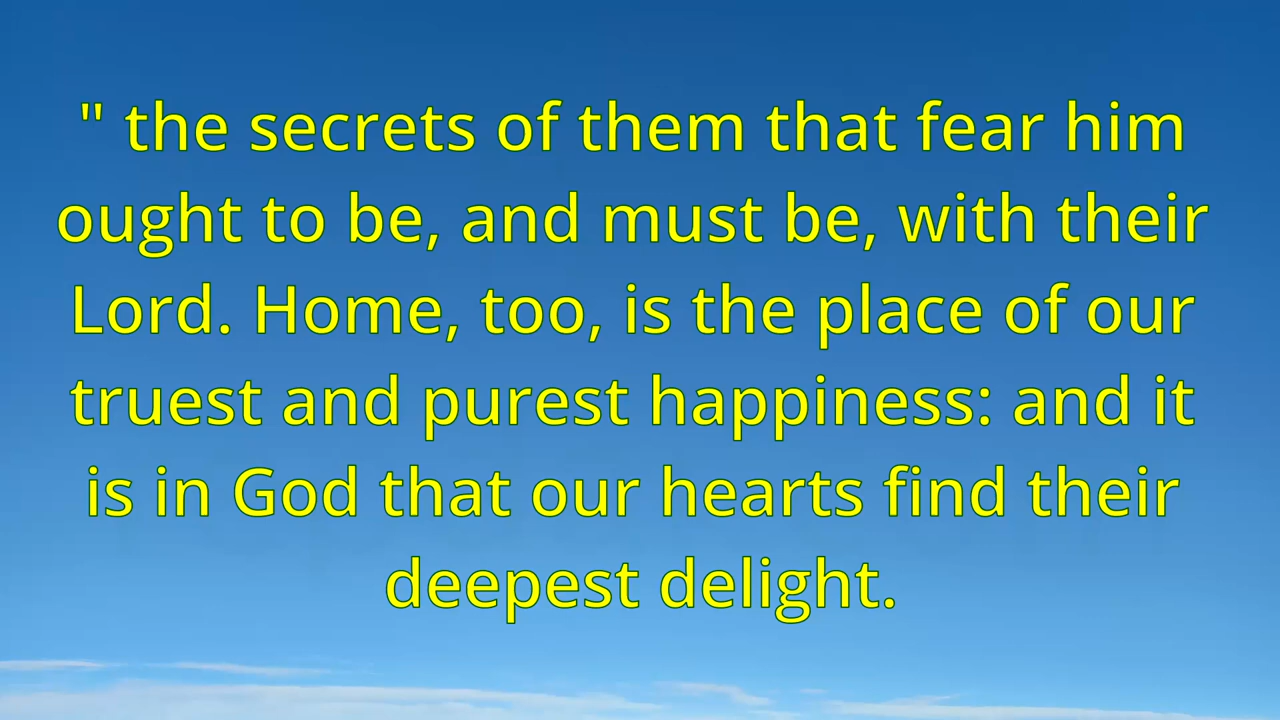 " the secrets of them that fear him
ought to be, and must be, with their
Lord. Home, too, is the place of our
truest and purest happiness: and it
is in God that our hearts find their
deepest delight.